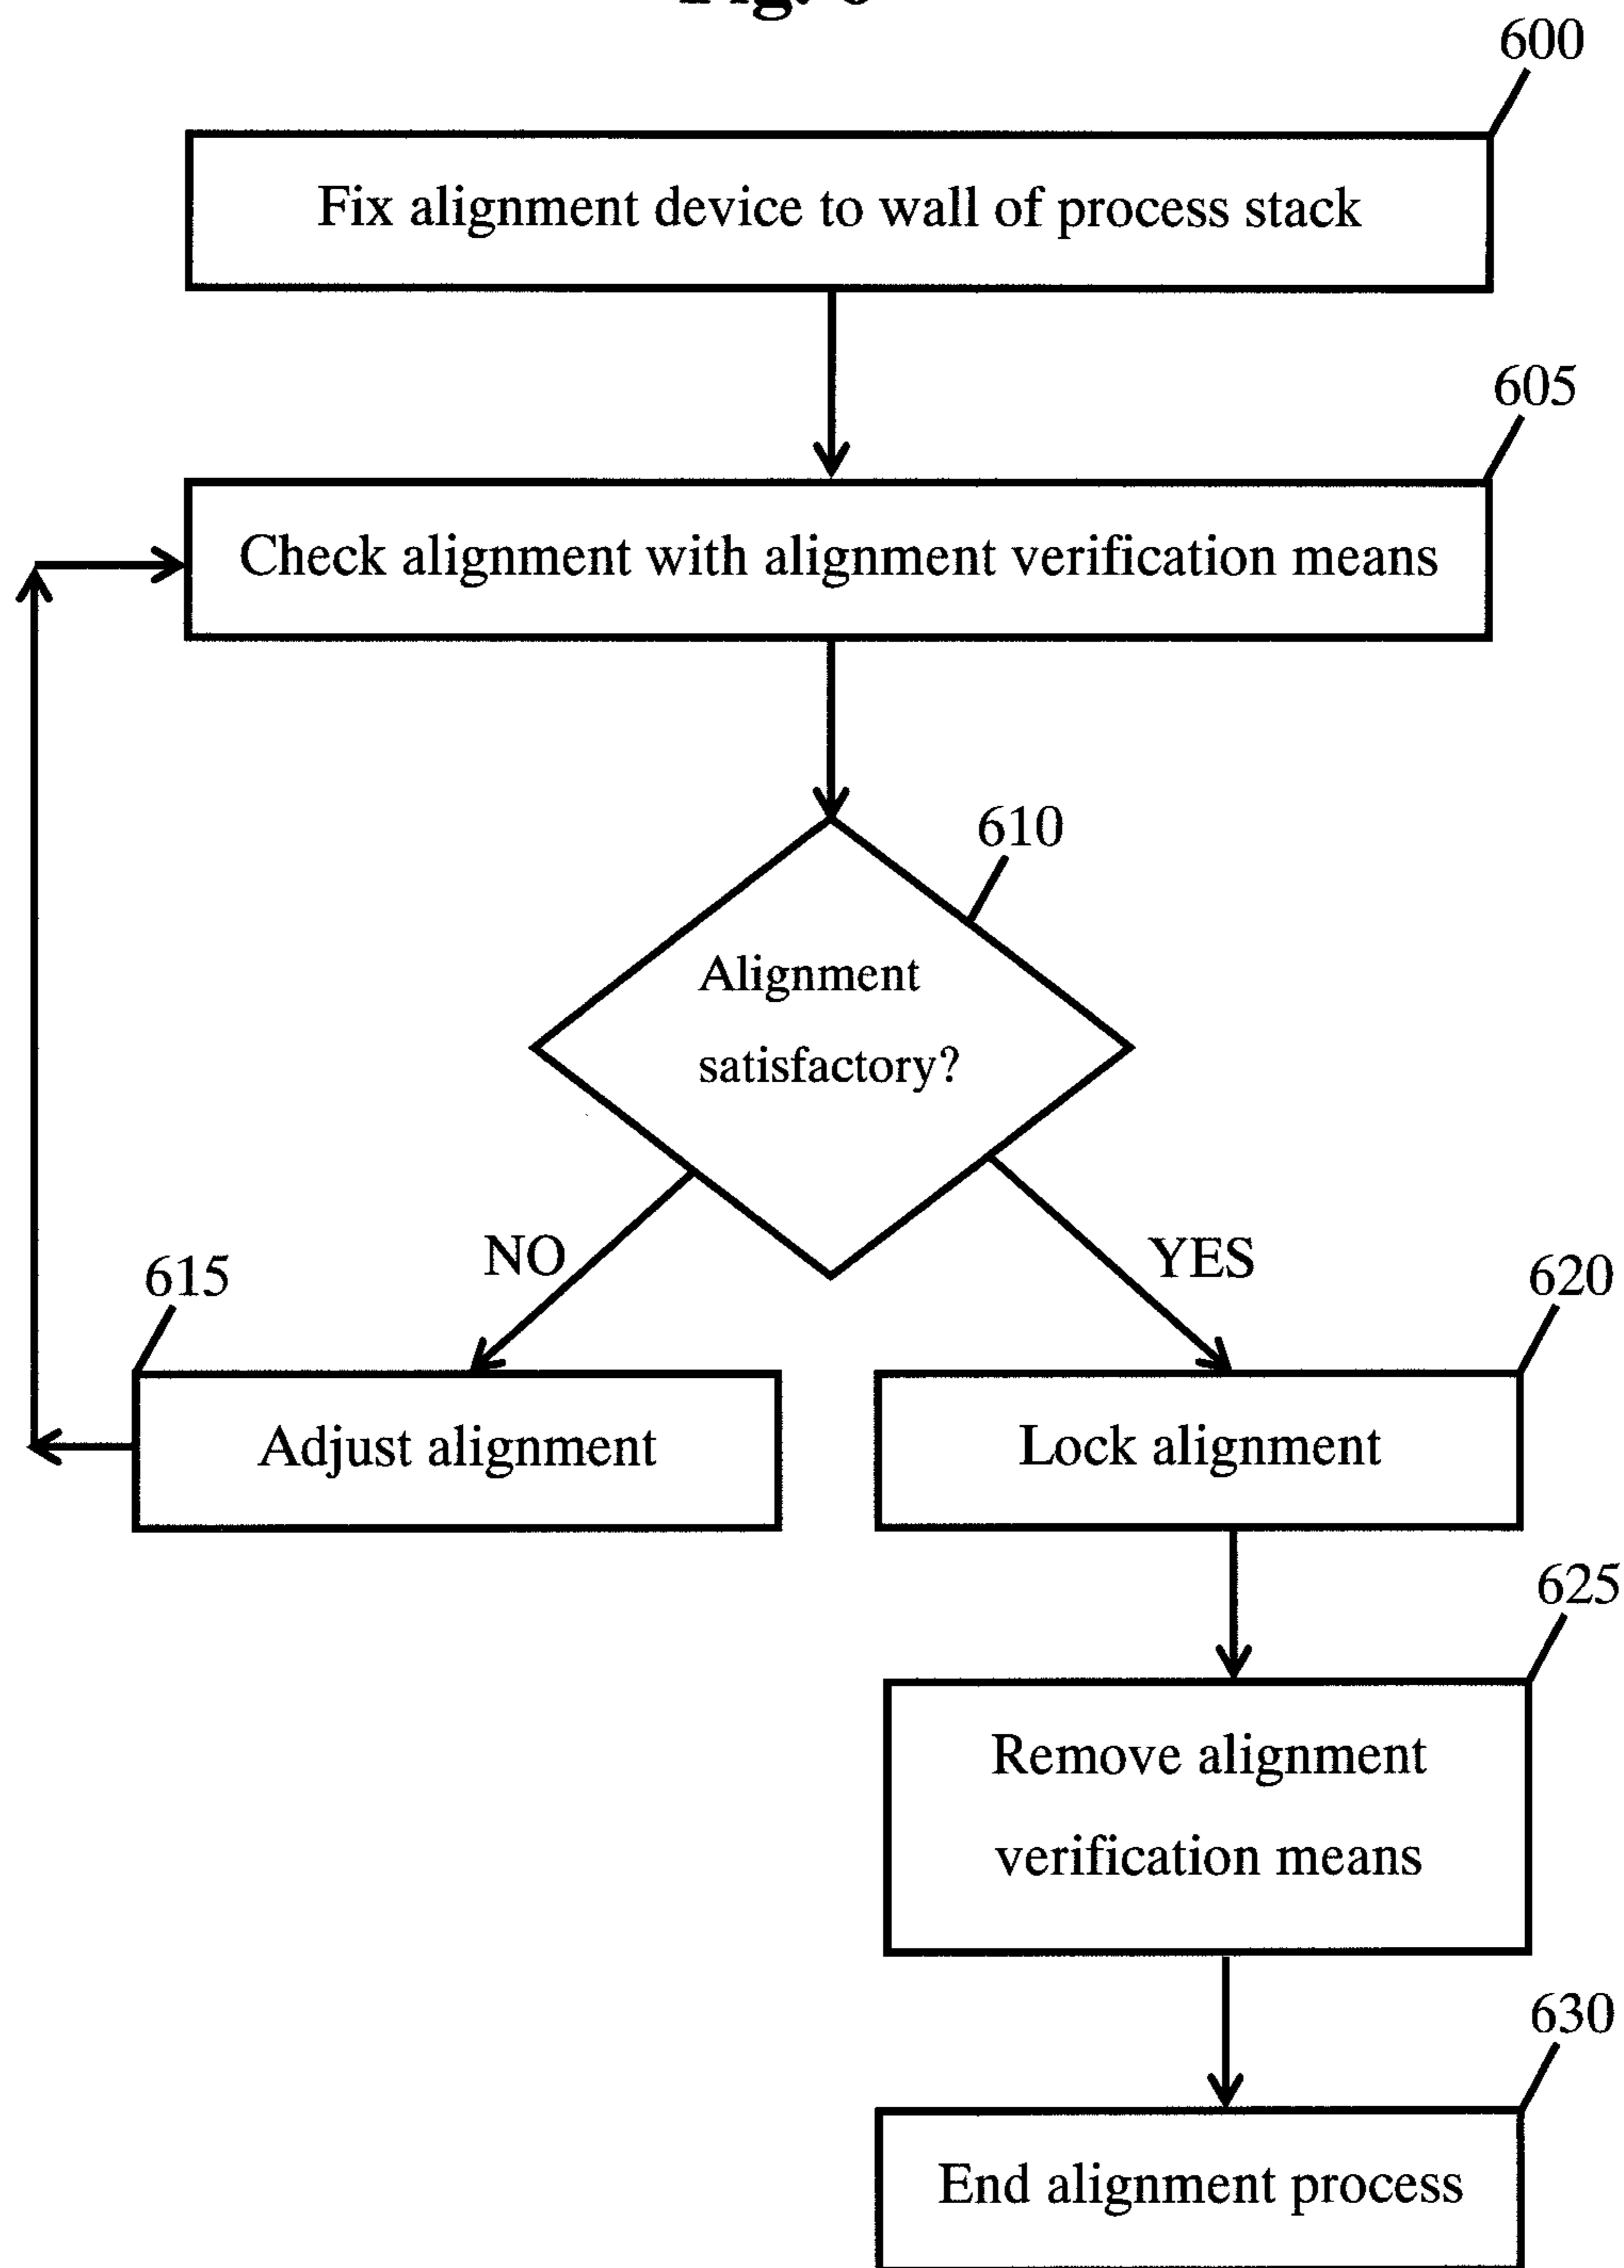 600
Fix alignment device to wall of process stack
605
Check alignment with alignment verification means
610
Alignment
satisfactory?
NO
YES
615
620
Adjust alignment
Lock alignment
625
Remove alignment
verification means
630
End alignment process